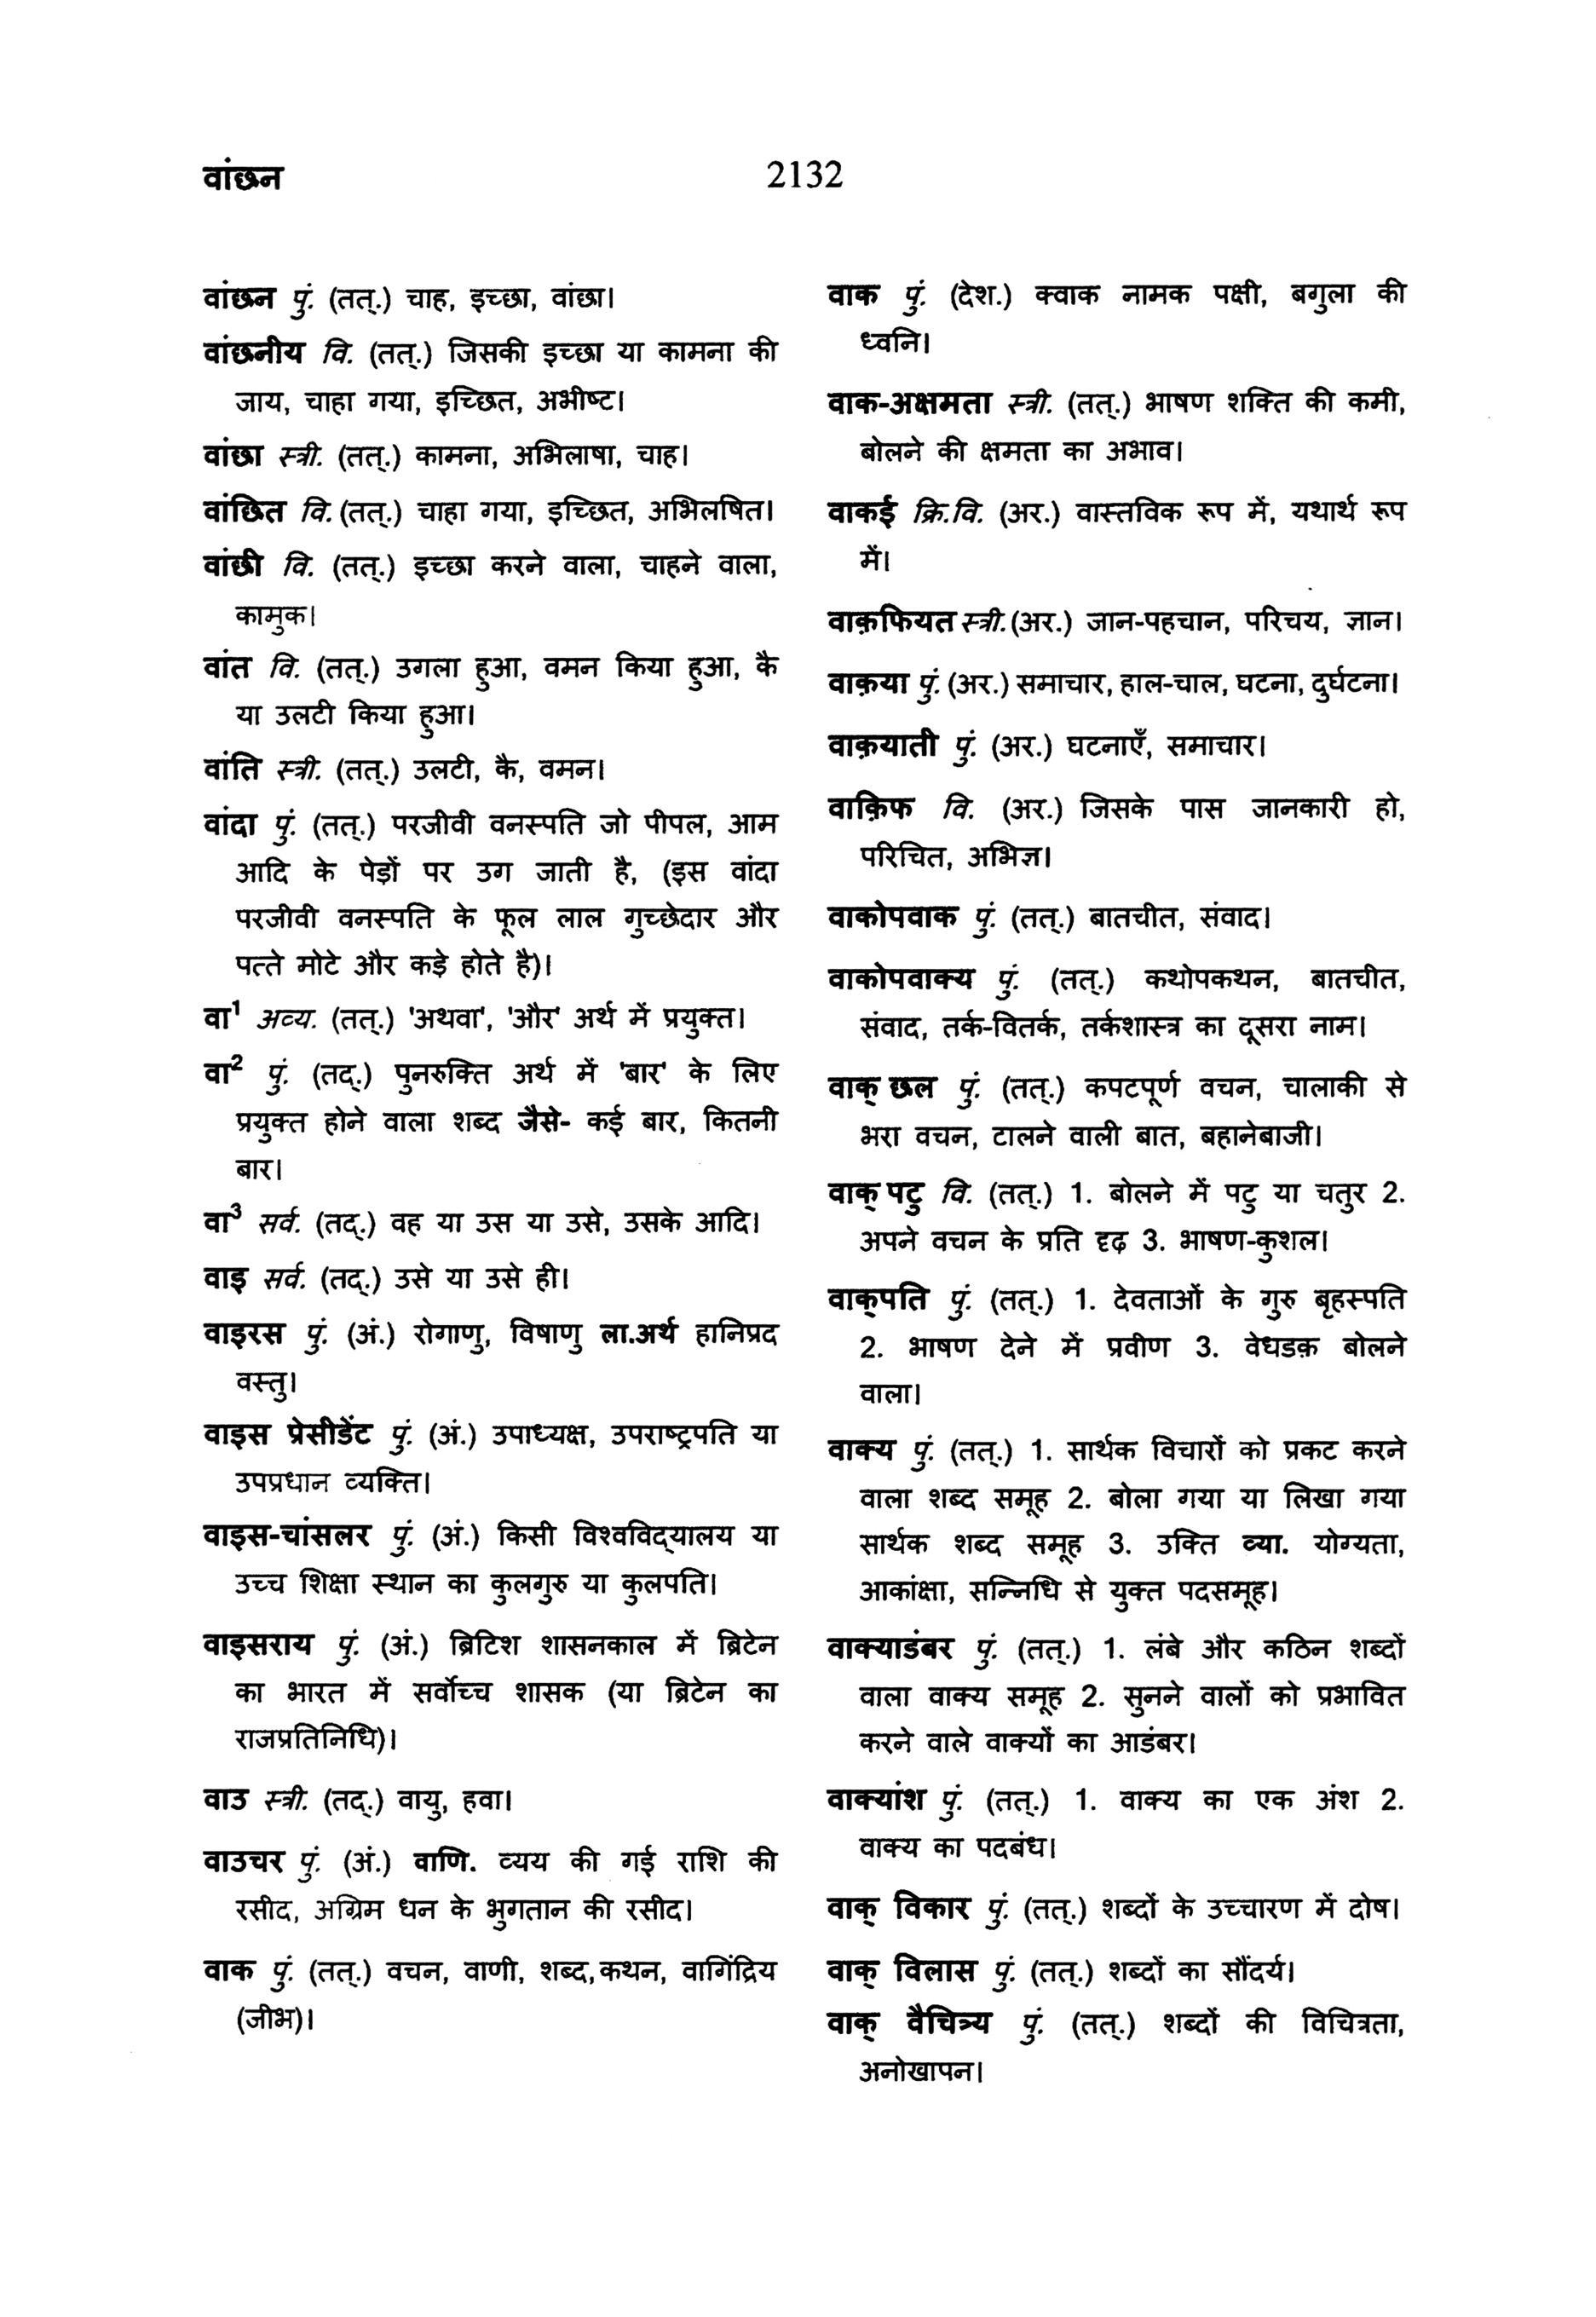 वांछन
2132
वांछन पुं. (तत्.) चाह, इच्छा, वांछा।
वांछनीय वि. (तत्.) जिसकी इच्छा या कामना की
जाय, चाहा गया, इच्छित, अभीष्ट।
वांछा स्त्री. (तत्.) कामना, अभिलाषा, चाह।
वांछित वि. (तत्.) चाहा गया, इच्छित, अभिलषित।
वांछी वि. (तत्.) इच्छा करने वाला, चाहने वाला,
कामुक।
वांत वि. (तत्.) उगला हुआ, वमन किया हुआ, कै
या उलटी किया हुआ।
वांति स्त्री. (तत्.) उलटी, कै, वमन।
वांदा पुं. (तत्.) परजीवी वनस्पति जो पीपल, आम
आदि के पेड़ों पर उग जाती है, (इस वांदा
परजीवी वनस्पति के फूल लाल गुच्छेदार और
पत्ते मोटे और कड़े होते है)।
वा¹ अव्य. (तत्.) 'अथवा', 'और' अर्थ में प्रयुक्त।
वा² पुं. (तद्.) पुनरुक्ति अर्थ में 'बार' के लिए
प्रयुक्त होने वाला शब्द जैसे- कई बार, कितनी
बार।
वा³ सर्व. (तद्.) वह या उस या उसे, उसके आदि।
वाइ सर्व. (तद्.) उसे या उसे ही।
वाइरस पुं. (अं.) रोगाणु, विषाणु ला.अर्थ हानिप्रद
वस्तु।
वाइस प्रेसीडेंट पुं. (अं.) उपाध्यक्ष, उपराष्ट्रपति या
उपप्रधान व्यक्ति।
वाइस-चांसलर पुं. (अं.) किसी विश्वविद्यालय या
उच्च शिक्षा स्थान का कुलगुरु या कुलपति।
वाइसराय पुं. (अं.) ब्रिटिश शासनकाल में ब्रिटेन
का भारत में सर्वोच्च शासक (या ब्रिटेन का
राजप्रतिनिधि)।
वाउ स्त्री. (तद्.) वायु, हवा।
वाउचर पुं. (अं.) वाणि. व्यय की गई राशि की
रसीद, अग्रिम धन के भुगतान की रसीद।
वाक पुं. (तत्.) वचन, वाणी, शब्द, कथन, वागिंद्रिय
(जीभ)।
वाक पुं. (देश.) क्वाक नामक पक्षी, बगुला की
ध्वनि।
वाक-अक्षमता स्त्री. (तत्.) भाषण शक्ति की कमी,
बोलने की क्षमता का अभाव।
वाकई क्रि.वि. (अर.) वास्तविक रूप में, यथार्थ रूप
में।
वाक़फियत स्त्री. (अर.) जान-पहचान, परिचय, ज्ञान।
वाक़या पुं. (अर.) समाचार, हाल-चाल, घटना, दुर्घटना।
वाक़याती पुं. (अर.) घटनाएँ, समाचार।
वाक़िफ वि. (अर.) जिसके पास जानकारी हो,
परिचित, अभिज्ञ।
वाकोपवाक पुं. (तत्.) बातचीत, संवाद।
वाकोपवाक्य पुं. (तत्.) कथोपकथन, बातचीत,
संवाद, तर्क-वितर्क, तर्कशास्त्र का दूसरा नाम।
वाक् छल पुं. (तत्.) कपटपूर्ण वचन, चालाकी से
भरा वचन, टालने वाली बात, बहानेबाजी।
वाक् पटु वि. (तत्.) 1. बोलने में पटु या चतुर 2.
अपने वचन के प्रति दृढ़ 3. भाषण-कुशल।
वाक्‌पति पुं. (तत्.) 1. देवताओं के गुरु बृहस्पति
2. भाषण देने में प्रवीण 3. वेधडक़ बोलने
वाला।
वाक्य पुं. (तत्.) 1. सार्थक विचारों को प्रकट करने
वाला शब्द समूह 2. बोला गया या लिखा गया
सार्थक शब्द समूह 3. उक्ति व्या. योग्यता,
आकांक्षा, सन्निधि से युक्त पदसमूह।
वाक्याडंबर पुं. (तत्.) 1. लंबे और कठिन शब्दों
वाला वाक्य समूह 2. सुनने वालों को प्रभावित
करने वाले वाक्यों का आडंबर।
वाक्यांश पुं. (तत्.) 1. वाक्य का एक अंश 2.
वाक्य का पदबंध।
वाक् विकार पुं. (तत्.) शब्दों के उच्चारण में दोष।
वाक् विलास पुं. (तत्.) शब्दों का सौंदर्य।
वाक् वैचित्र्य पुं. (तत्.) शब्दों की विचित्रता,
अनोखापन।